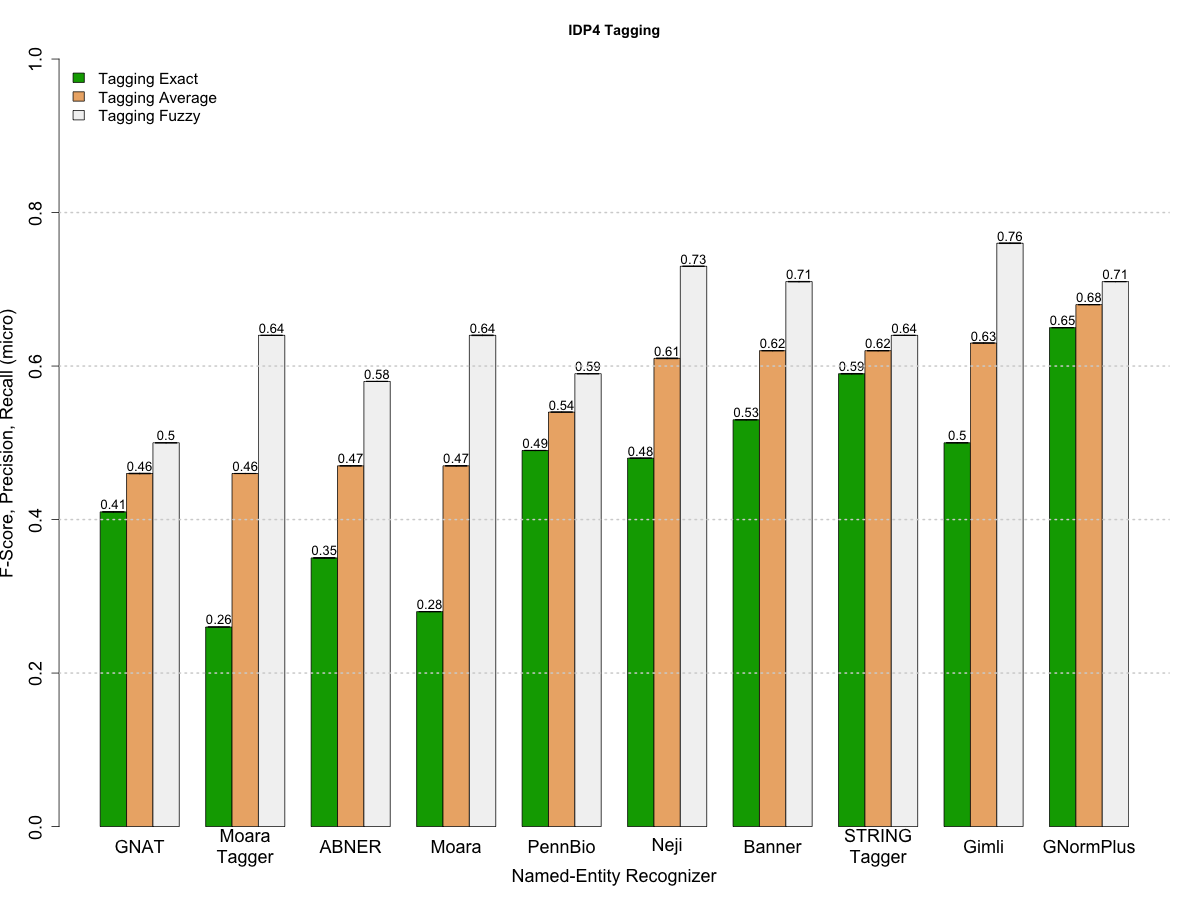 IDP4 Tagging
Tagging Exact
Tagging Average
Tagging Fuzzy
F-Score, Precision, Recall (micro)
1.0
0.8
0.6
0.4
0.2
0.0
0.41 0.46 0.5
0.26 0.46 0.64
0.35 0.47 0.58
0.28 0.47 0.64
0.49 0.54 0.59
0.48 0.61 0.73
0.53 0.62 0.71
0.59 0.62 0.64
0.5 0.63 0.76
0.65 0.68 0.71
GNAT
Moara
Tagger
ABNER
Moara
PennBio
Neji
Banner
STRING
Tagger
Gimli
GNormPlus
Named-Entity Recognizer